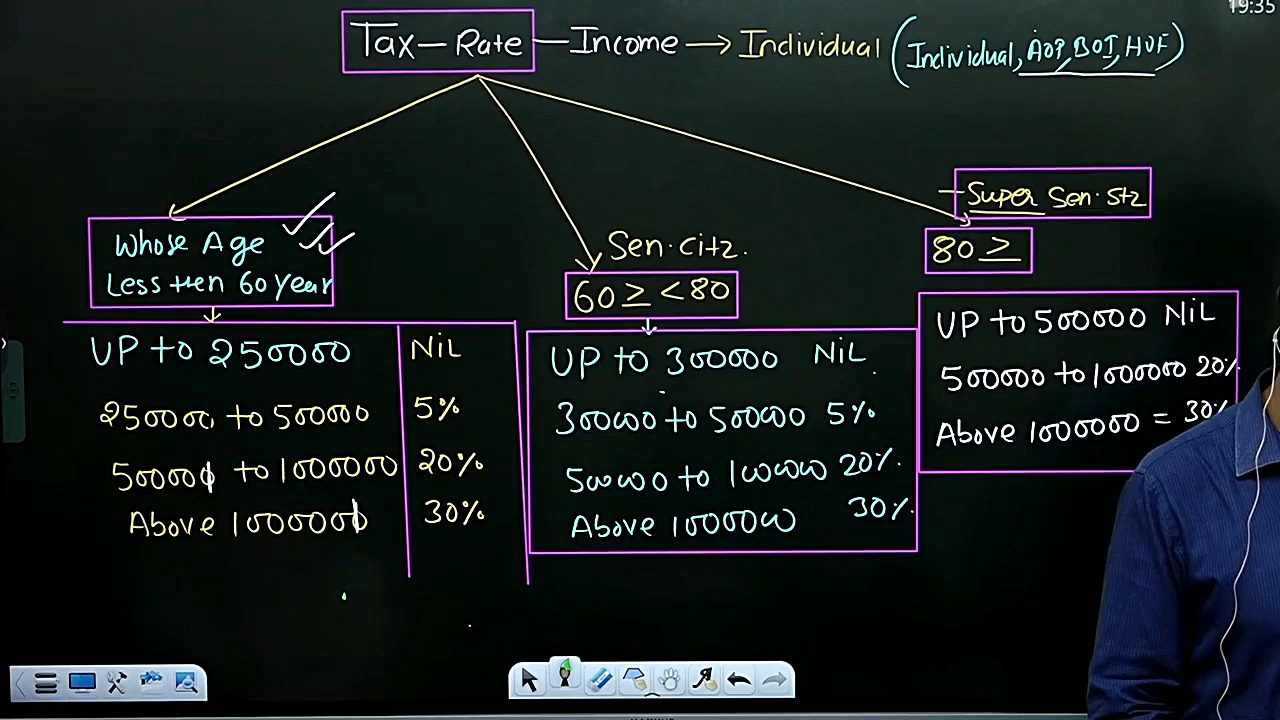 19:35
Tax — Rate — Income → Individual (Individual, AOP, BOI, HUF)
Whose Age
Less then 60 year
UP to 250000 NiL
250000 to 500000 5%
500001 to 1000000 20%
Above 1000001 30%
Sen. Citz.
60 ≥ < 80
UP to 300000 NiL
300000 to 500000 5%
500000 to 1000000 20%.
Above 1000000 30%.
Super Sen. Stz
80 ≥
UP to 500000 NiL
500000 to 1000000 20%.
Above 1000000 = 30%